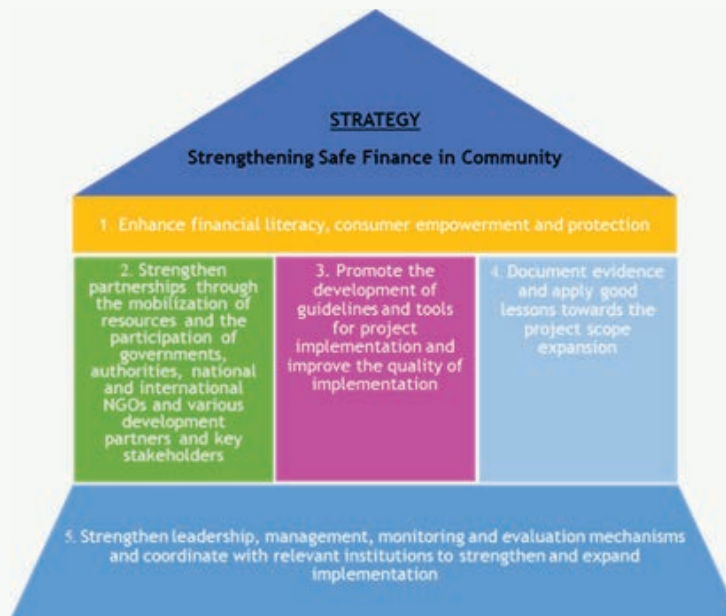 STRATEGY
Strengthening Safe Finance in Community
1. Enhance financial literacy, consumer empowerment and protection
2. Strengthen
partnerships through
the mobilization of
resources and the
participation of
governments,
authorities, national
and international
NGOs and various
development
partners and key
stakeholders
3. Promote the
development of
guidelines and tools
for project
implementation and
improve the quality of
implementation
4. Document evidence
and apply good
lessons towards the
project scope
expansion
5. Strengthen leadership, management, monitoring and evaluation mechanisms
and coordinate with relevant institutions to strengthen and expand
implementation